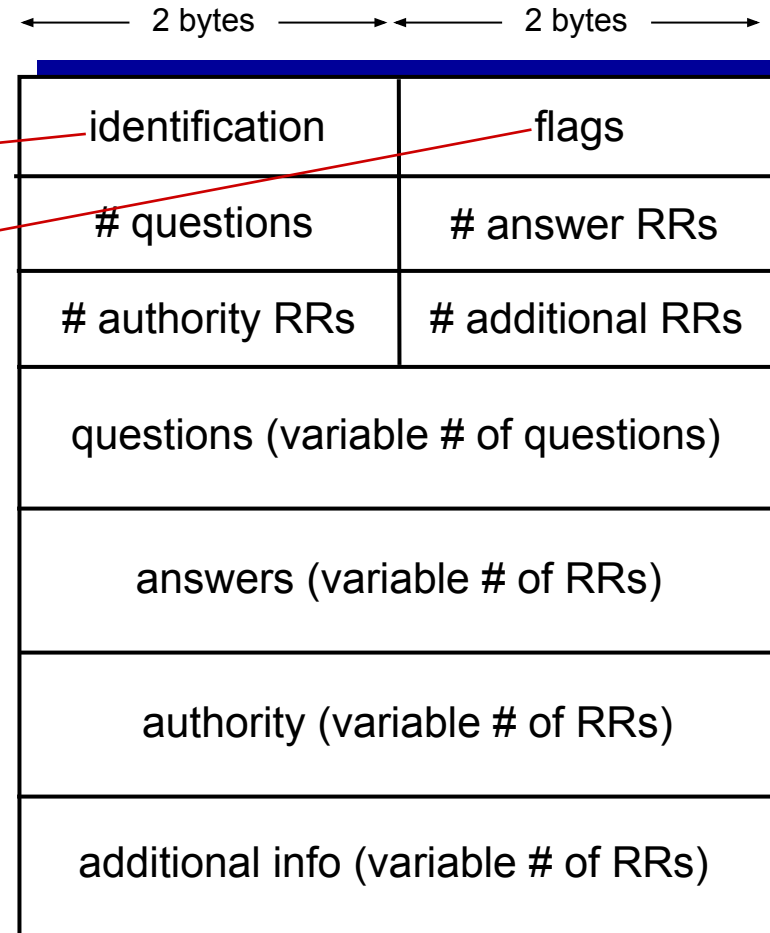 2 bytes 2 bytes
identification flags
# questions # answer RRs
# authority RRs # additional RRs
questions (variable # of questions)
answers (variable # of RRs)
authority (variable # of RRs)
additional info (variable # of RRs)